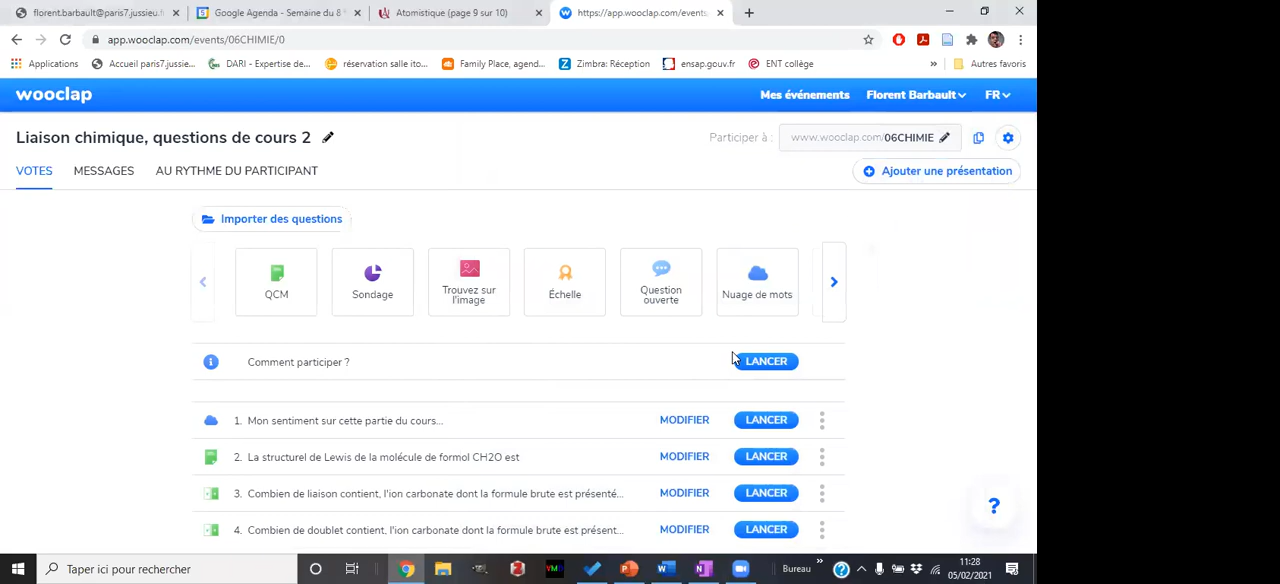 florent.barbault@paris7.jussieu.f
Google Agenda - Semaine du 8
Atomistique (page 9 sur 10)
https://app.wooclap.com/events
app.wooclap.com/events/06CHIMIE/0
Applications
Accueil paris7.jussie...
DARI - Expertise de...
réservation salle ito...
Family Place, agend...
Zimbra: Réception
ensap.gouv.fr
ENT collège
»
Autres favoris
wooclap
Mes événements
Florent Barbault
FR
Liaison chimique, questions de cours 2
Participer à :
www.wooclap.com/06CHIMIE
VOTES
MESSAGES
AU RYTHME DU PARTICIPANT
Ajouter une présentation
Importer des questions
QCM
Sondage
Trouvez sur
l'image
Échelle
Question
ouverte
Nuage de mots
Comment participer ?
LANCER
1. Mon sentiment sur cette partie du cours...
MODIFIER
LANCER
2. La structurel de Lewis de la molécule de formol CH2O est
MODIFIER
LANCER
3. Combien de liaison contient, l'ion carbonate dont la formule brute est présenté...
MODIFIER
LANCER
4. Combien de doublet contient, l'ion carbonate dont la formule brute est présent...
MODIFIER
LANCER
?
Taper ici pour rechercher
Bureau
»
11:28
05/02/2021